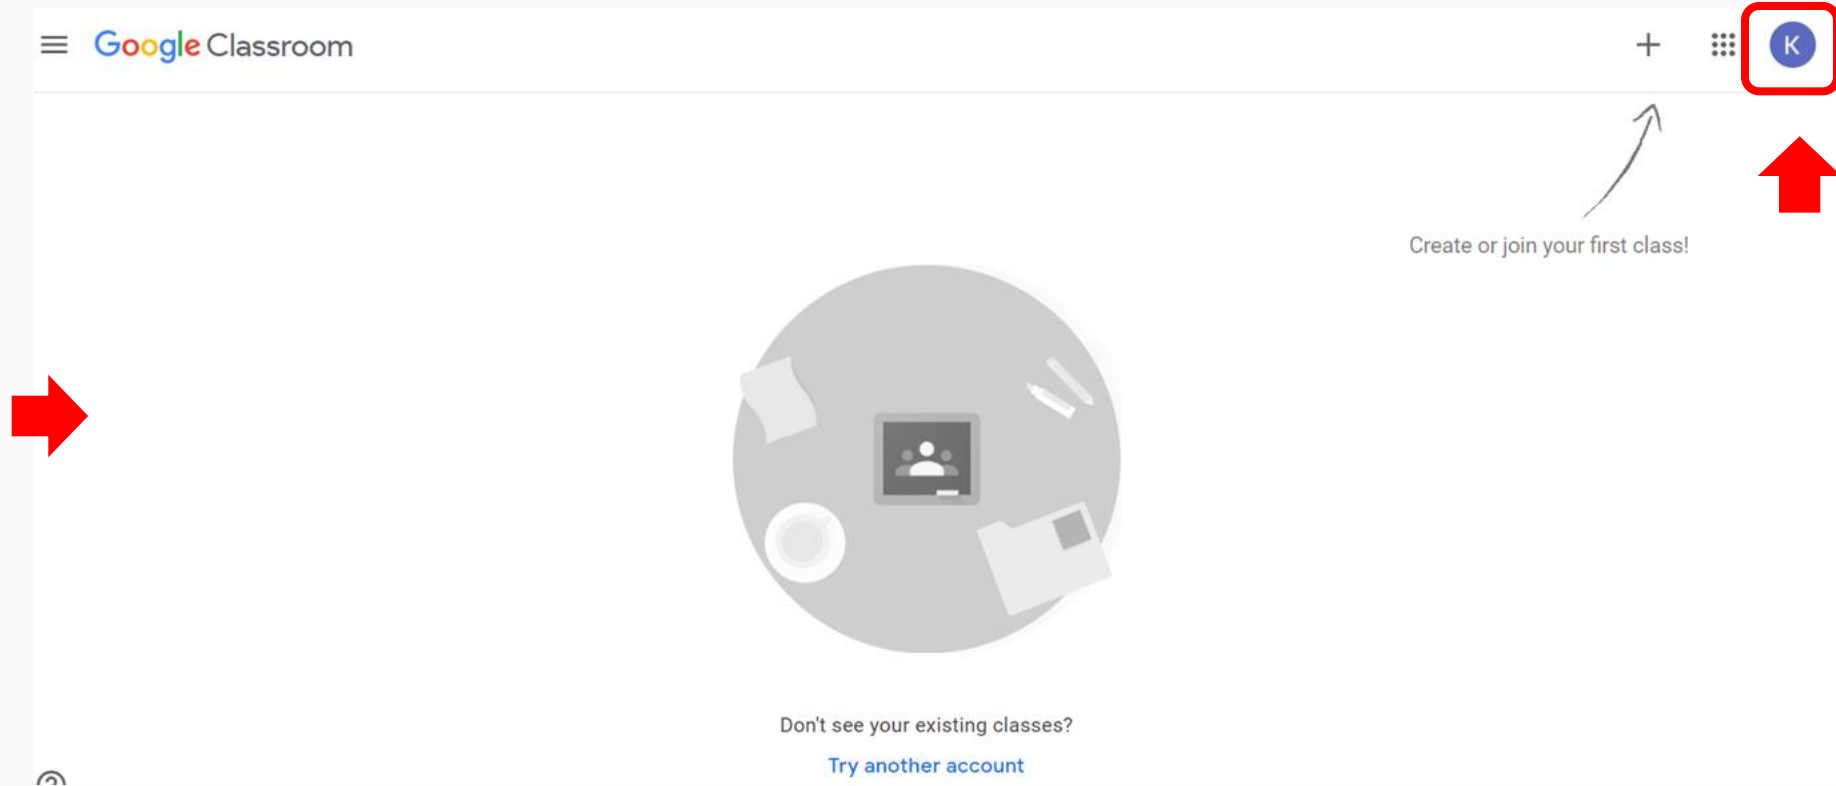 Google Classroom
K
Create or join your first class!
Don't see your existing classes?
Try another account